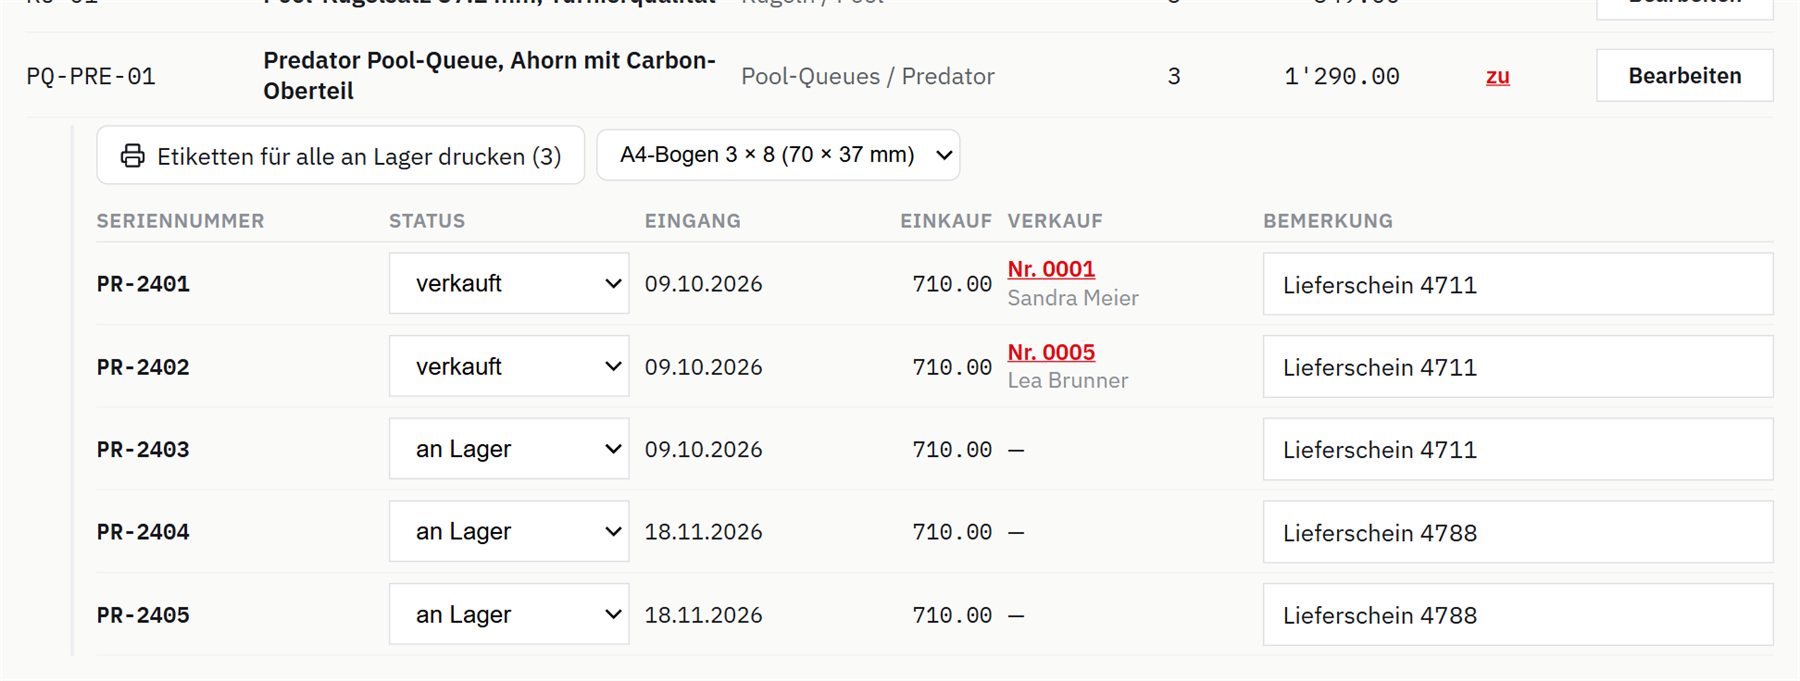 PQ-PRE-01
Predator Pool-Queue, Ahorn mit Carbon-
Oberteil
Pool-Queues / Predator
3
1'290.00
zu
Bearbeiten
Etiketten für alle an Lager drucken (3)
A4-Bogen 3 × 8 (70 × 37 mm)
SERIENNUMMER STATUS EINGANG EINKAUF VERKAUF BEMERKUNG
PR-2401 verkauft 09.10.2026 710.00 Nr. 0001 Lieferschein 4711
Sandra Meier
PR-2402 verkauft 09.10.2026 710.00 Nr. 0005 Lieferschein 4711
Lea Brunner
PR-2403 an Lager 09.10.2026 710.00 — Lieferschein 4711
PR-2404 an Lager 18.11.2026 710.00 — Lieferschein 4788
PR-2405 an Lager 18.11.2026 710.00 — Lieferschein 4788